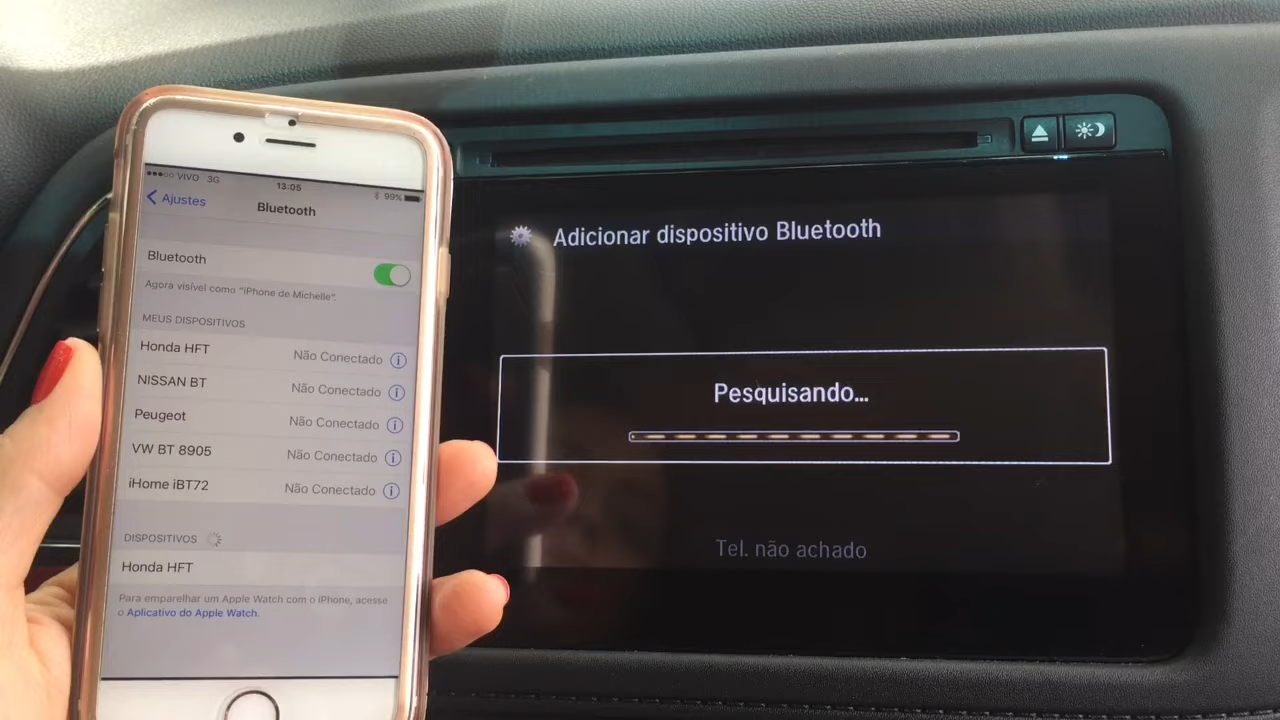 VIVO 3G 13:05 99%
Ajustes Bluetooth
Bluetooth
Agora visível como “iPhone de Michelle”.
MEUS DISPOSITIVOS
Honda HFT Não Conectado
NISSAN BT Não Conectado
Peugeot Não Conectado
VW BT 8905 Não Conectado
iHome iBT72 Não Conectado
DISPOSITIVOS
Honda HFT
Para emparelhar um Apple Watch com o iPhone, acesse
o Aplicativo do Apple Watch.
Adicionar dispositivo Bluetooth
Pesquisando...
Tel. não achado